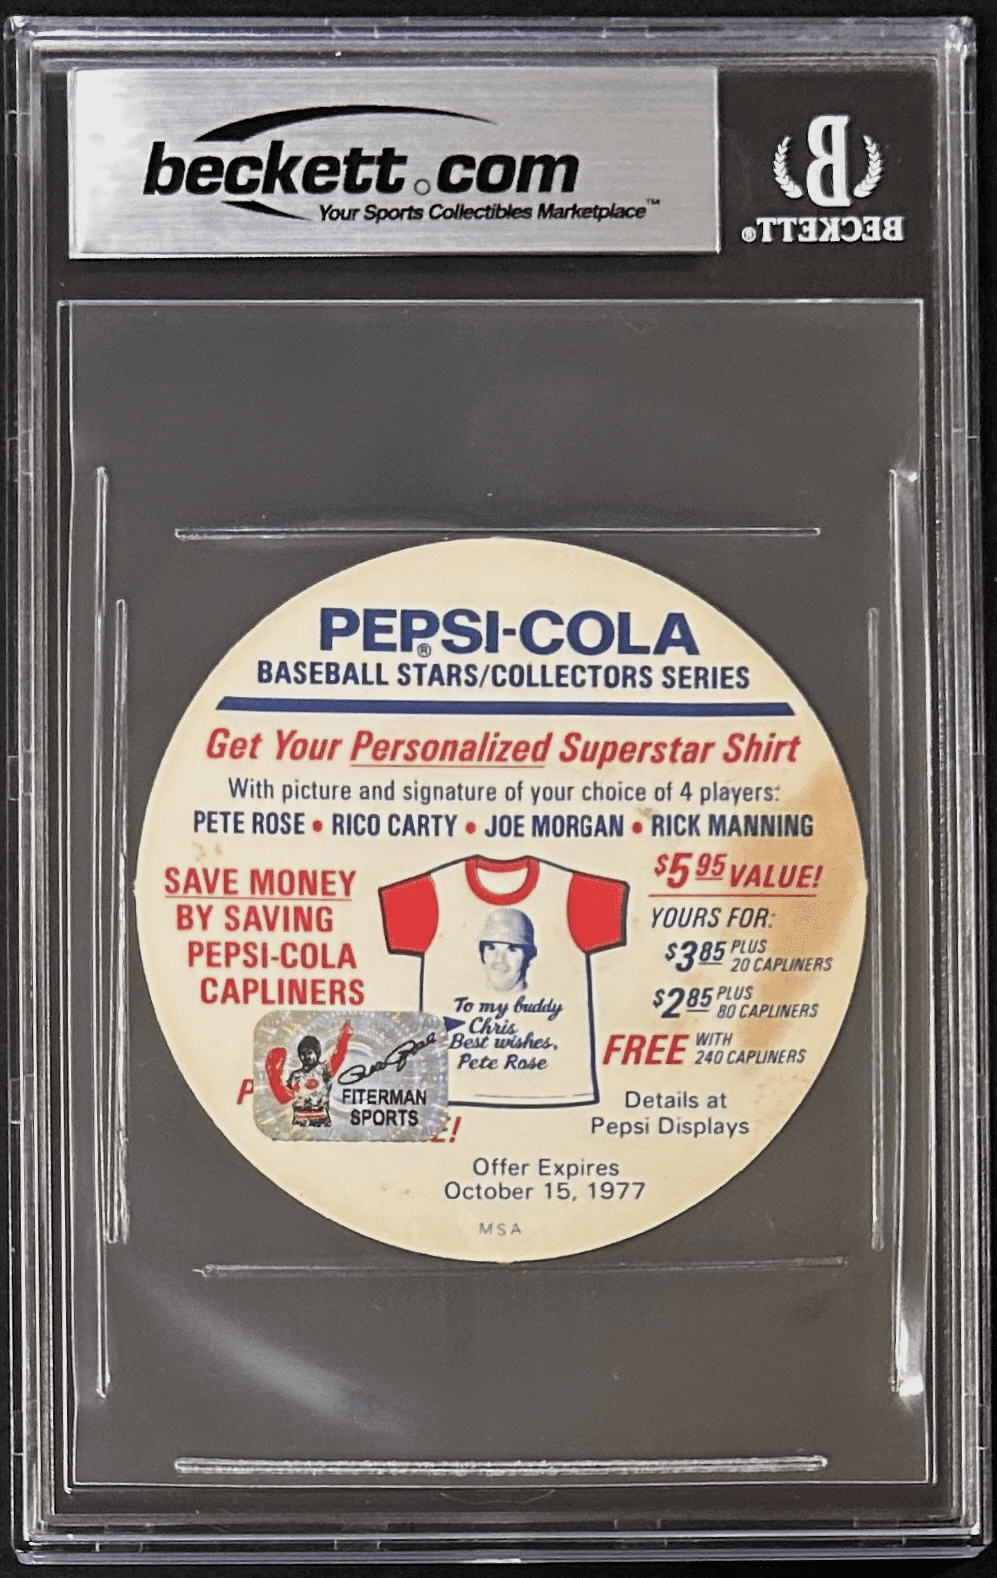 beckett.com
Your Sports Collectibles Marketplace™
B
BECKETT®
PEPSI-COLA®
BASEBALL STARS/COLLECTORS SERIES
Get Your Personalized Superstar Shirt
With picture and signature of your choice of 4 players:
PETE ROSE • RICO CARTY • JOE MORGAN • RICK MANNING
SAVE MONEY
BY SAVING
PEPSI-COLA
CAPLINERS
$5.95 VALUE!
YOURS FOR:
$3.85 PLUS
20 CAPLINERS
$2.85 PLUS
80 CAPLINERS
FREE WITH
240 CAPLINERS
To my buddy
Chris
Best wishes,
Pete Rose
Pete Rose
FITERMAN
SPORTS
Details at
Pepsi Displays
Offer Expires
October 15, 1977
MSA